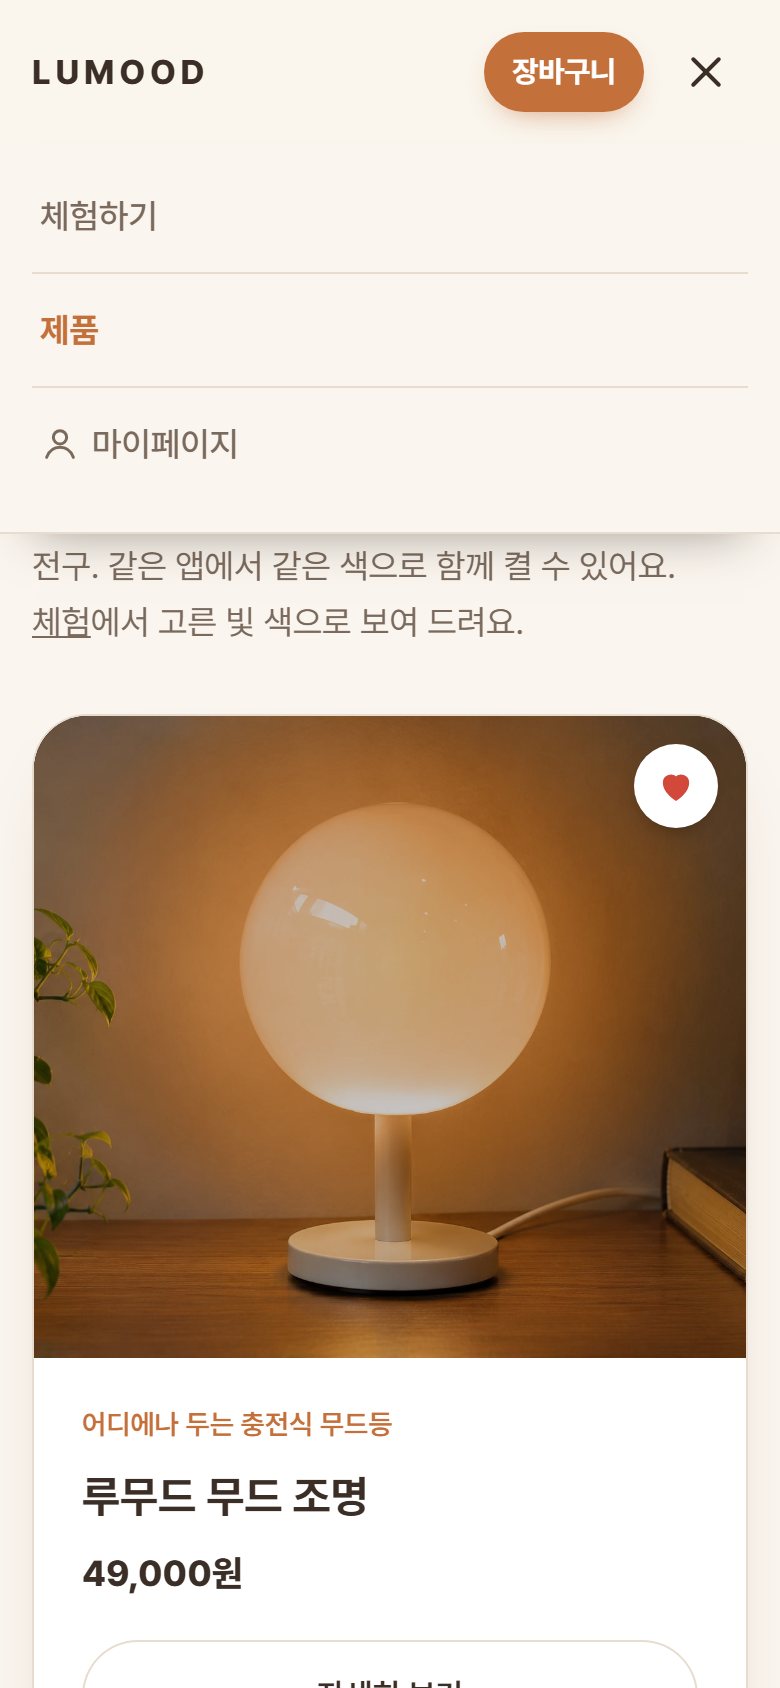 LUMOOD
장바구니
체험하기
제품
마이페이지
전구. 같은 앱에서 같은 색으로 함께 켤 수 있어요.
체험에서 고른 빛 색으로 보여 드려요.
어디에나 두는 충전식 무드등
루무드 무드 조명
49,000원